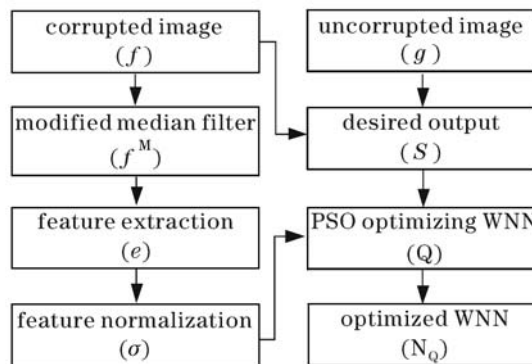 corrupted image
(f)
modified median filter
(f^M)
feature extraction
(e)
feature normalization
(σ)
uncorrupted image
(g)
desired output
(S)
PSO optimizing WNN
(Q)
optimized WNN
(N_Q)